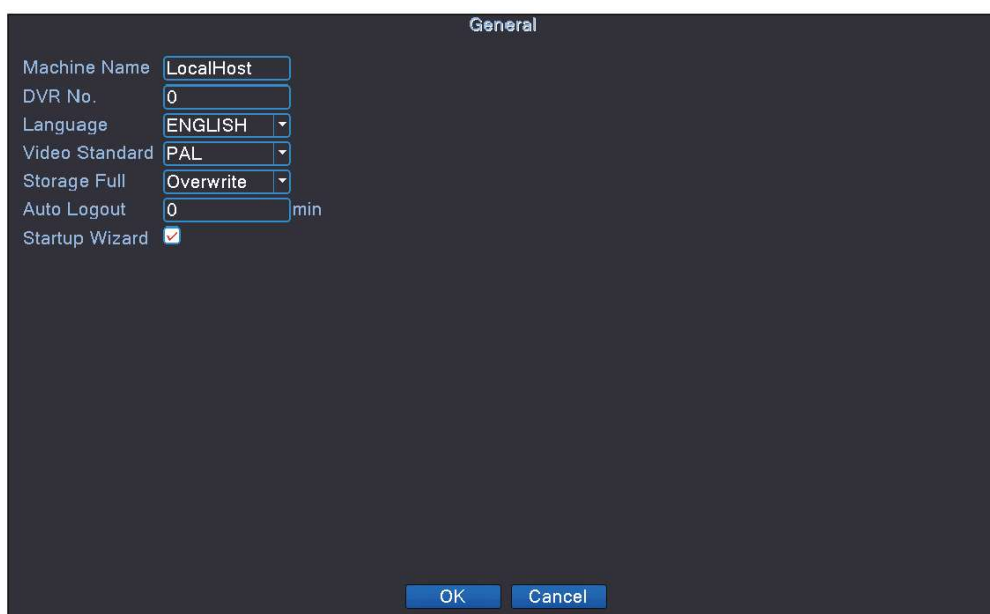 General
Machine Name LocalHost
DVR No. 0
Language ENGLISH
Video Standard PAL
Storage Full Overwrite
Auto Logout 0 min
Startup Wizard
OK Cancel